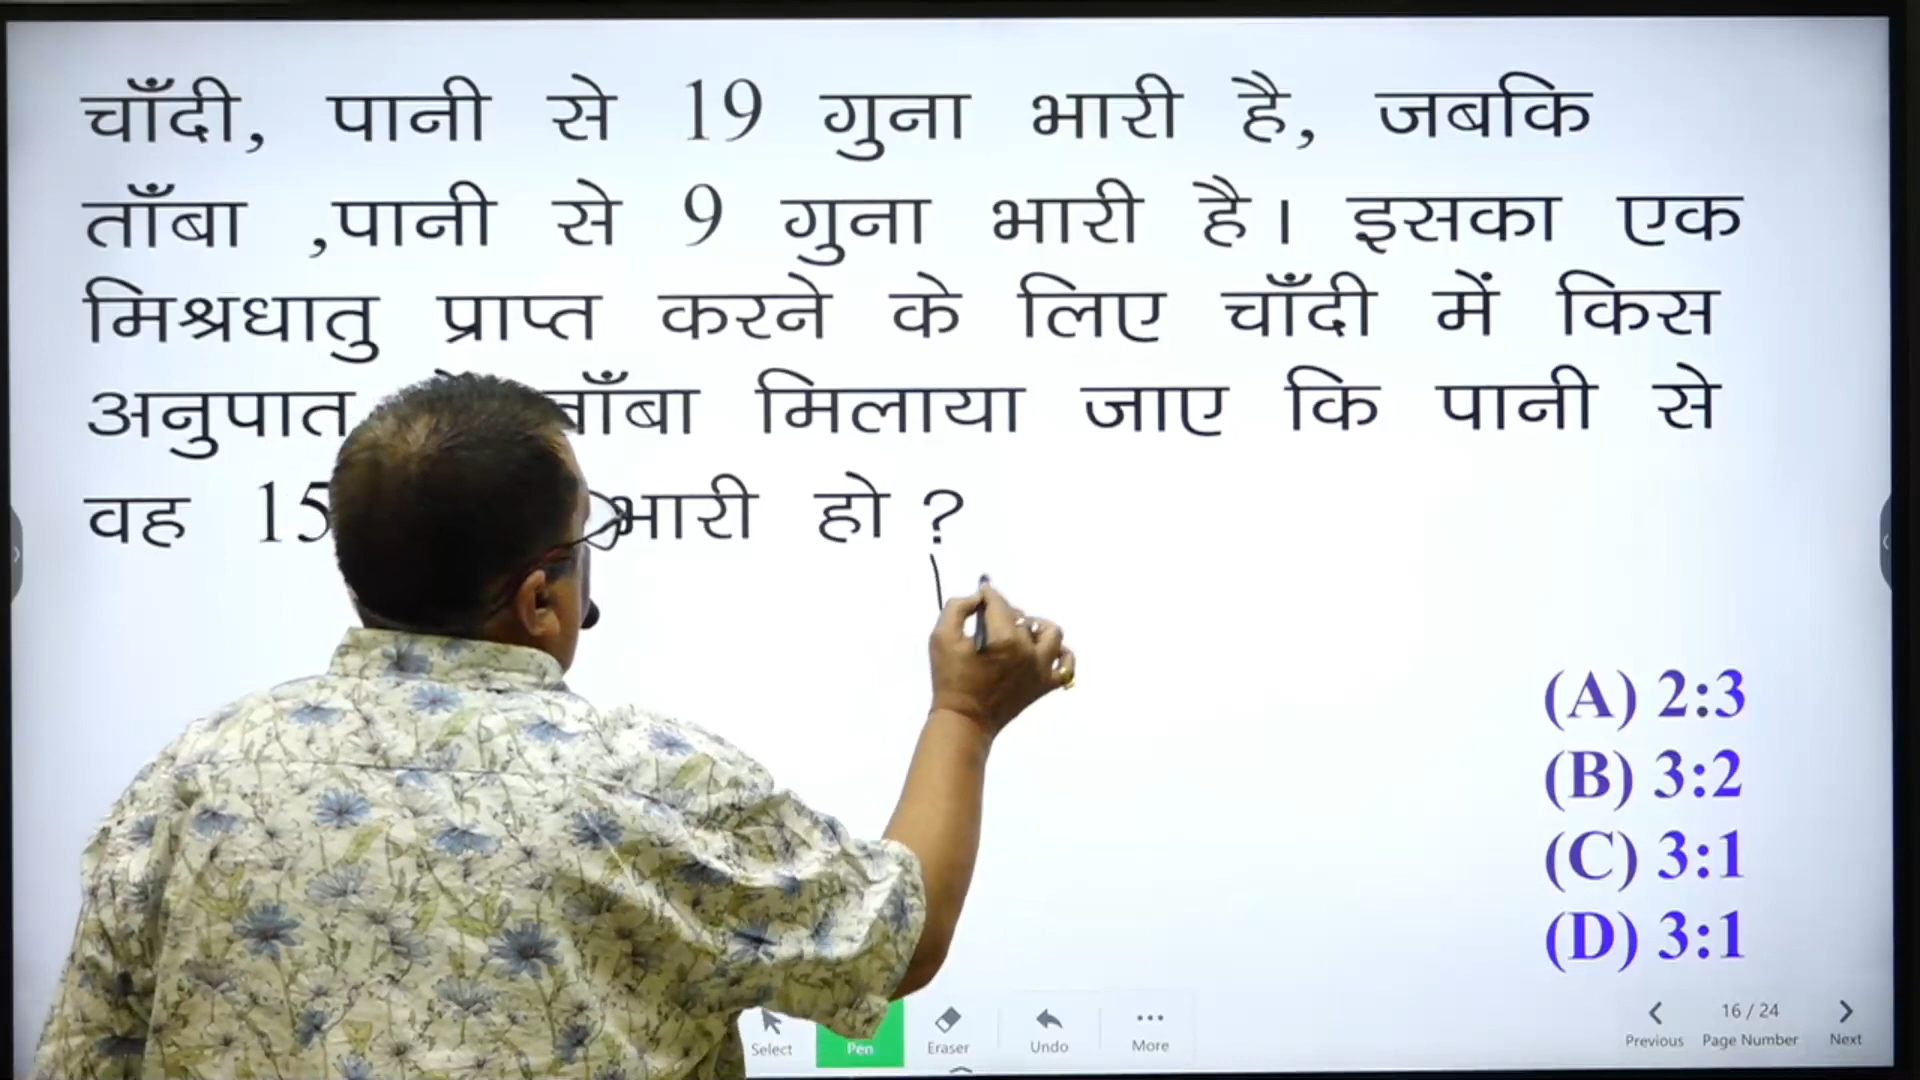 चाँदी, पानी से 19 गुना भारी है, जबकि
ताँबा ,पानी से 9 गुना भारी है। इसका एक
मिश्रधातु प्राप्त करने के लिए चाँदी में किस
अनुपात ताँबा मिलाया जाए कि पानी से
वह 15 भारी हो ?
(A) 2:3
(B) 3:2
(C) 3:1
(D) 3:1
Select Pen Eraser Undo More
16 / 24
Previous Page Number Next